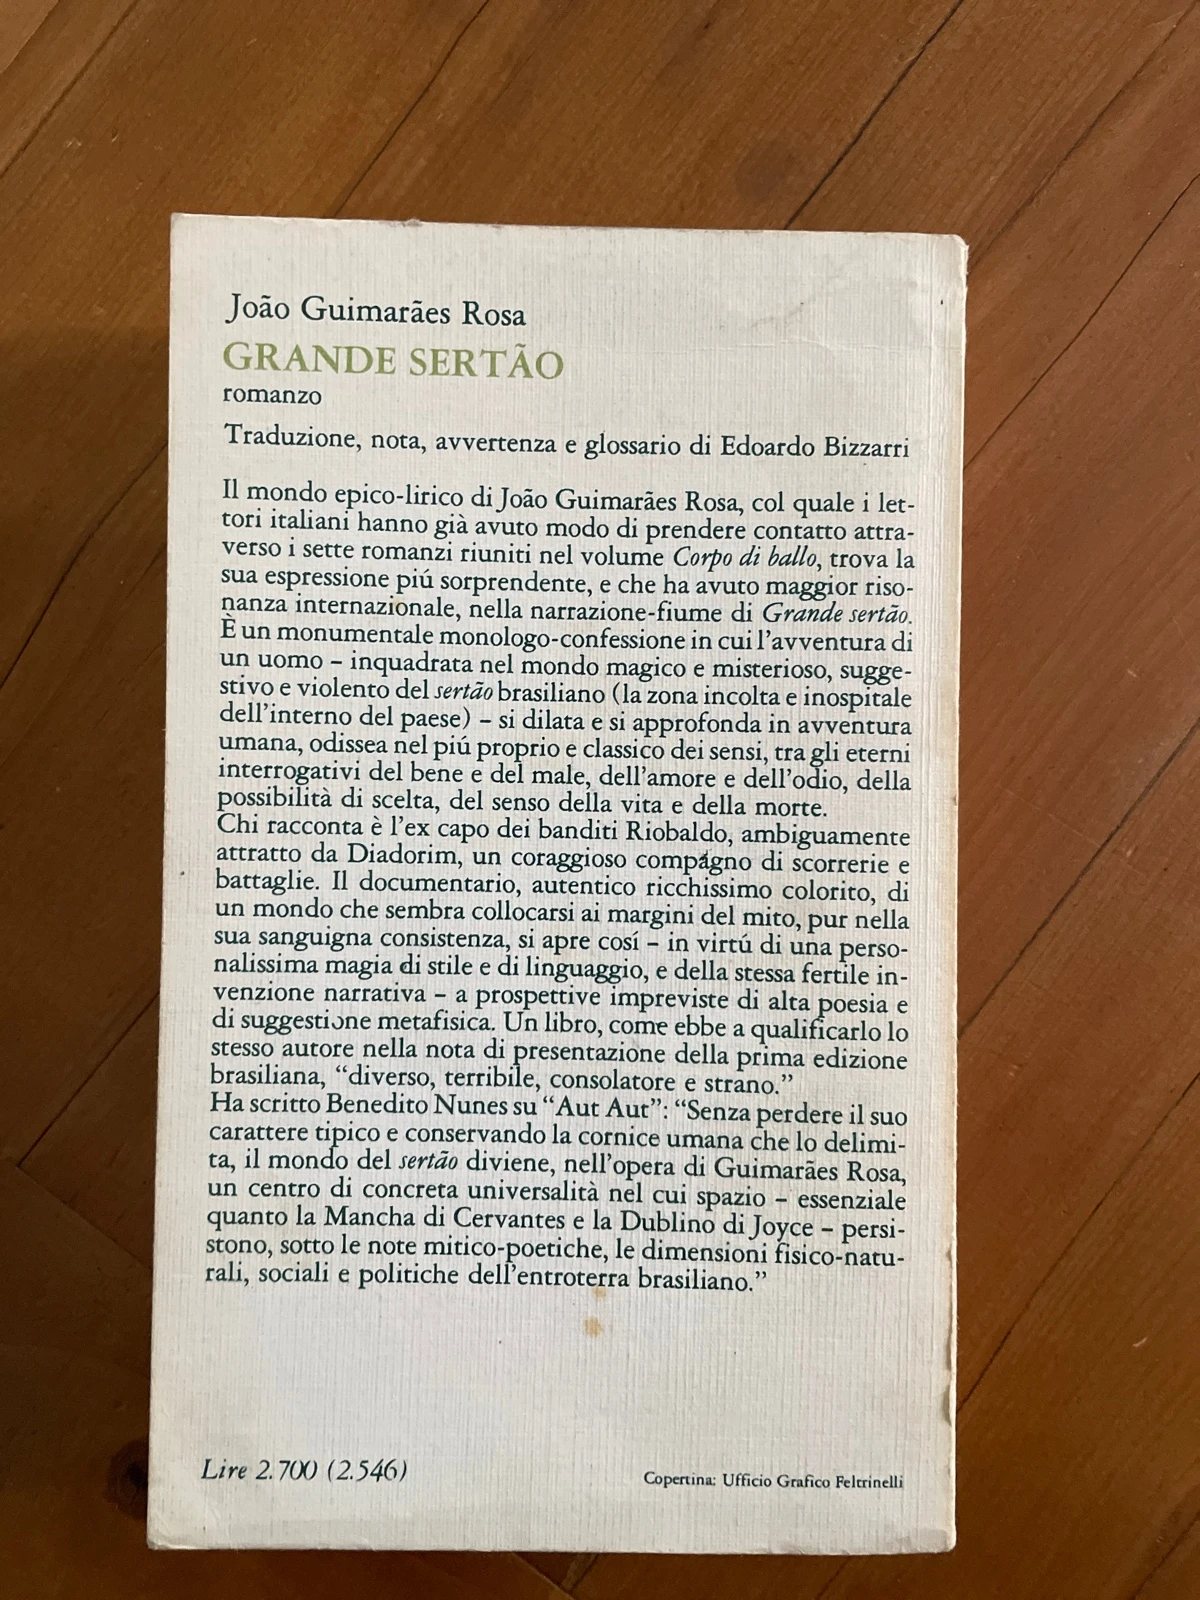 João Guimarães Rosa
GRANDE SERTÃO
romanzo
Traduzione, nota, avvertenza e glossario di Edoardo Bizzarri
Il mondo epico-lirico di João Guimarães Rosa, col quale i let-
tori italiani hanno già avuto modo di prendere contatto attra-
verso i sette romanzi riuniti nel volume Corpo di ballo, trova la
sua espressione piú sorprendente, e che ha avuto maggior riso-
nanza internazionale, nella narrazione-fiume di Grande sertão.
È un monumentale monologo-confessione in cui l'avventura di
un uomo – inquadrata nel mondo magico e misterioso, sugge-
stivo e violento del sertão brasiliano (la zona incolta e inospitale
dell'interno del paese) – si dilata e si approfonda in avventura
umana, odissea nel piú proprio e classico dei sensi, tra gli eterni
interrogativi del bene e del male, dell'amore e dell'odio, della
possibilità di scelta, del senso della vita e della morte.
Chi racconta è l'ex capo dei banditi Riobaldo, ambiguamente
attratto da Diadorim, un coraggioso compagno di scorrerie e
battaglie. Il documentario, autentico ricchissimo colorito, di
un mondo che sembra collocarsi ai margini del mito, pur nella
sua sanguigna consistenza, si apre cosí – in virtú di una perso-
nalissima magia di stile e di linguaggio, e della stessa fertile in-
venzione narrativa – a prospettive impreviste di alta poesia e
di suggestione metafisica. Un libro, come ebbe a qualificarlo lo
stesso autore nella nota di presentazione della prima edizione
brasiliana, “diverso, terribile, consolatore e strano.”
Ha scritto Benedito Nunes su “Aut Aut”: “Senza perdere il suo
carattere tipico e conservando la cornice umana che lo delimi-
ta, il mondo del sertão diviene, nell'opera di Guimarães Rosa,
un centro di concreta universalità nel cui spazio – essenziale
quanto la Mancha di Cervantes e la Dublino di Joyce – persi-
stono, sotto le note mitico-poetiche, le dimensioni fisico-natu-
rali, sociali e politiche dell'entroterra brasiliano.”
Lire 2.700 (2.546)
Copertina: Ufficio Grafico Feltrinelli